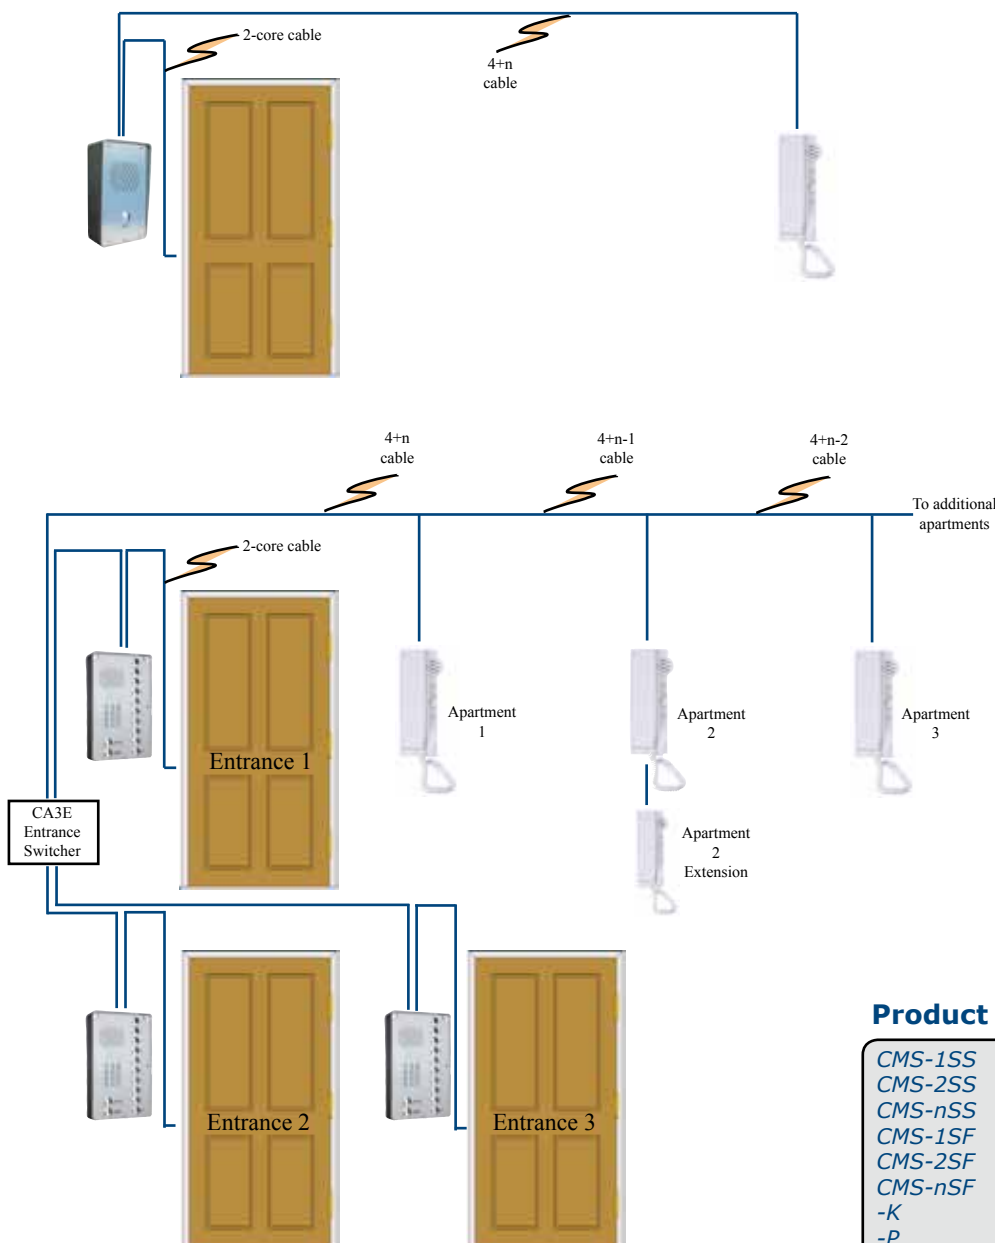 2-core cable
4+n
cable
4+n
cable
4+n-1
cable
4+n-2
cable
To additional
apartments
2-core cable
Apartment
1
Apartment
2
Apartment
3
Entrance 1
CA3E
Entrance
Switcher
Apartment
2
Extension
Entrance 2
Entrance 3
Product
CMS-1SS
CMS-2SS
CMS-nSS
CMS-1SF
CMS-2SF
CMS-nSF
-K
-P